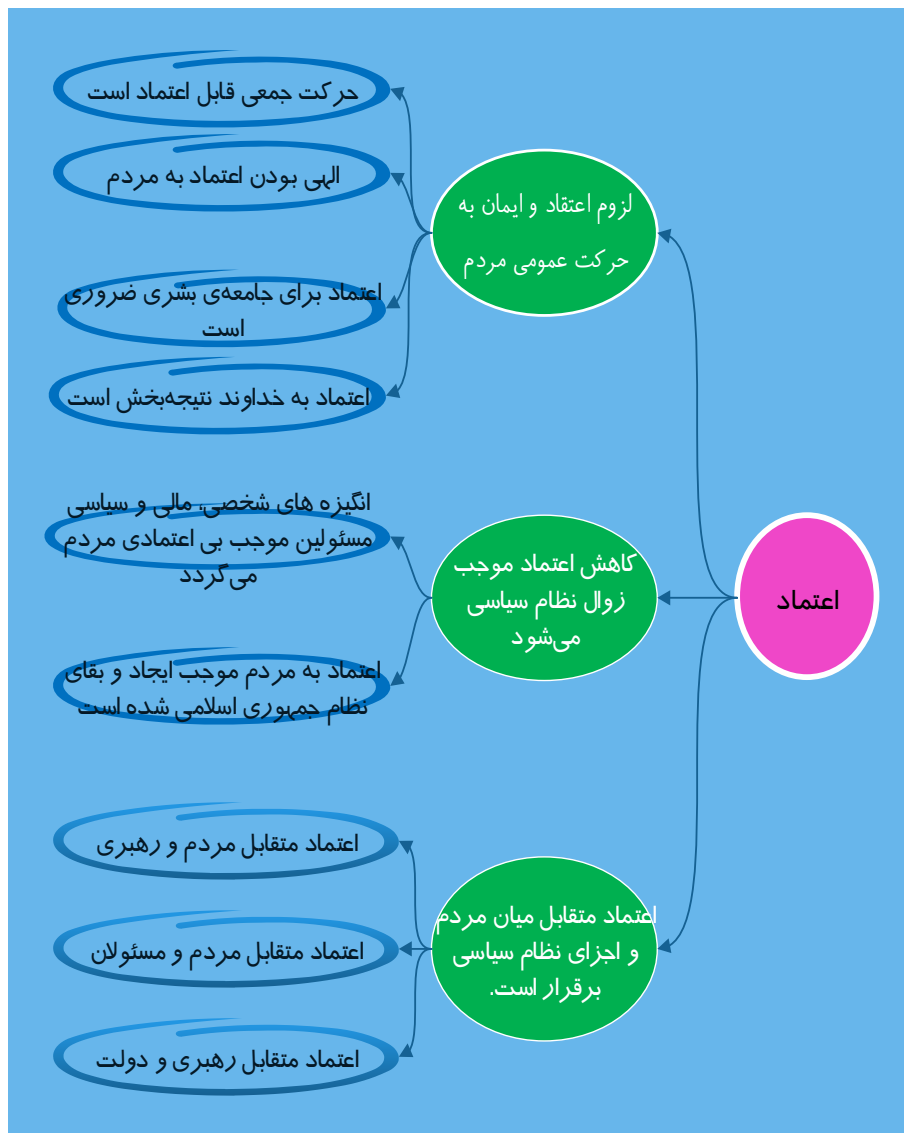 اعتماد
لزوم اعتقاد و ایمان به
حرکت عمومی مردم
حرکت جمعی قابل اعتماد است
الهی بودن اعتماد به مردم
اعتماد برای جامعه‌ی بشری ضروری
است
اعتماد به خداوند نتیجه‌بخش است
کاهش اعتماد موجب
زوال نظام سیاسی
می‌شود
انگیزه های شخصی، مالی و سیاسی
مسئولین موجب بی اعتمادی مردم
می‌گردد
اعتماد به مردم موجب ایجاد و بقای
نظام جمهوری اسلامی شده است
اعتماد متقابل میان مردم
و اجزای نظام سیاسی
برقرار است.
اعتماد متقابل مردم و رهبری
اعتماد متقابل مردم و مسئولان
اعتماد متقابل رهبری و دولت